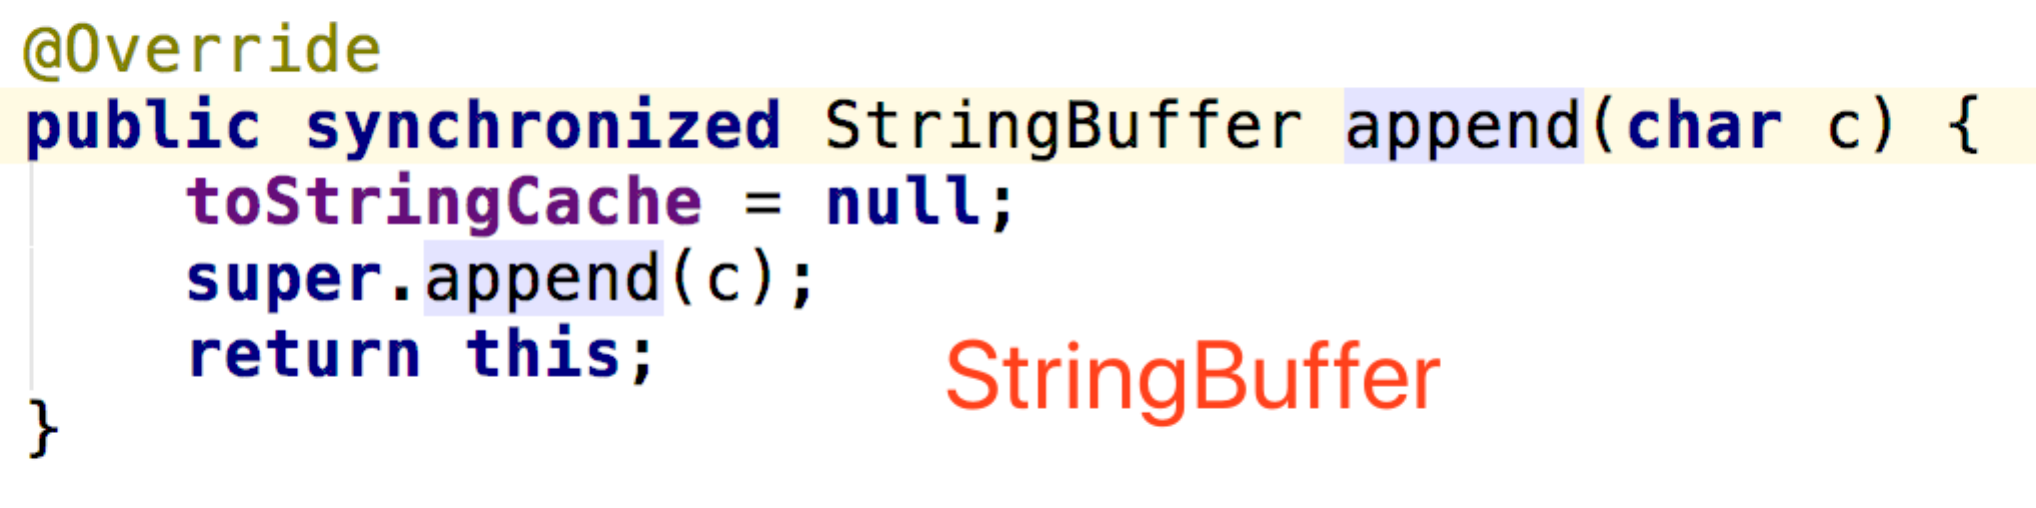 @Override
public synchronized StringBuffer append(char c) {
    toStringCache = null;
    super.append(c);
    return this;
StringBuffer
}